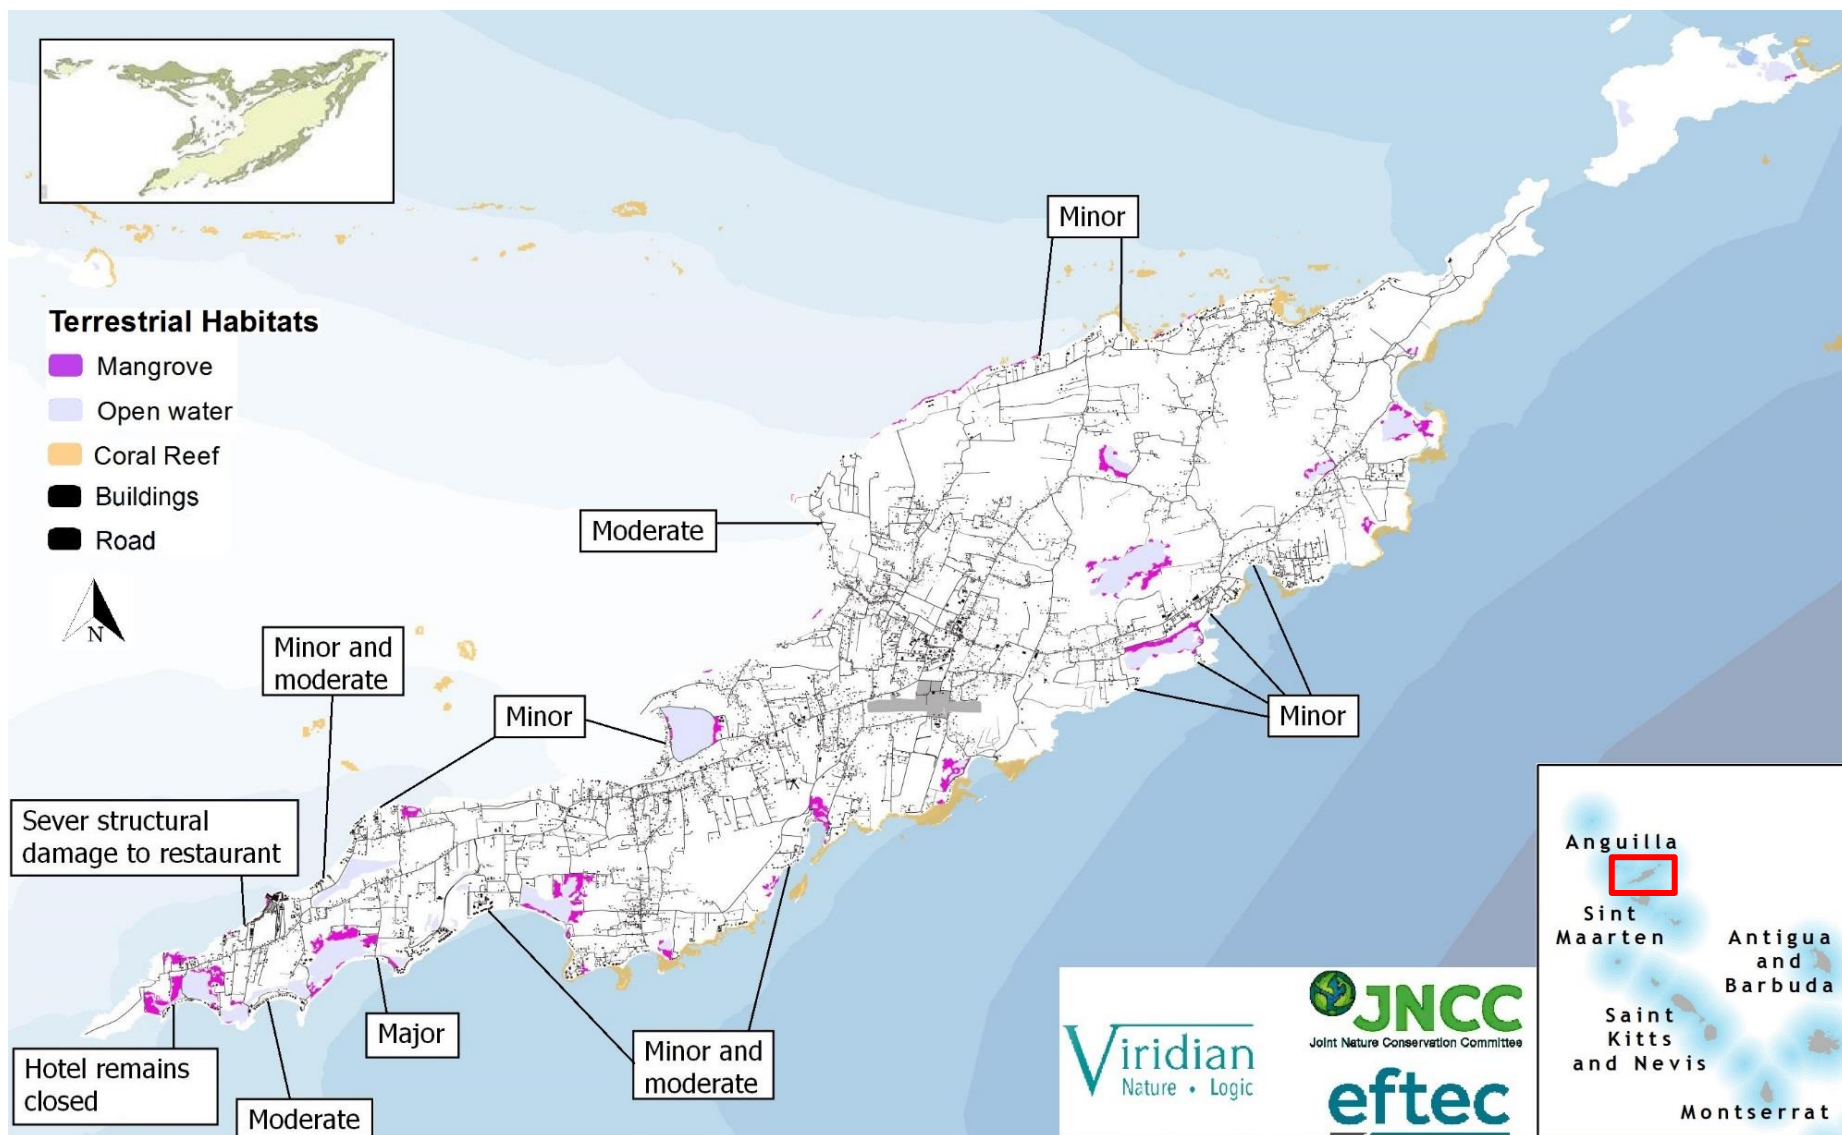 Minor
Terrestrial Habitats
Mangrove
Open water
Coral Reef
Buildings
Road
N
Moderate
Minor and
moderate
Minor
Minor
Sever structural
damage to restaurant
Hotel remains
closed
Moderate
Major
Minor and
moderate
Viridian
Nature • Logic
JNCC
Joint Nature Conservation Committee
eftec
Anguilla
Sint
Maarten
Antigua
and
Barbuda
Saint
Kitts
and Nevis
Montserrat